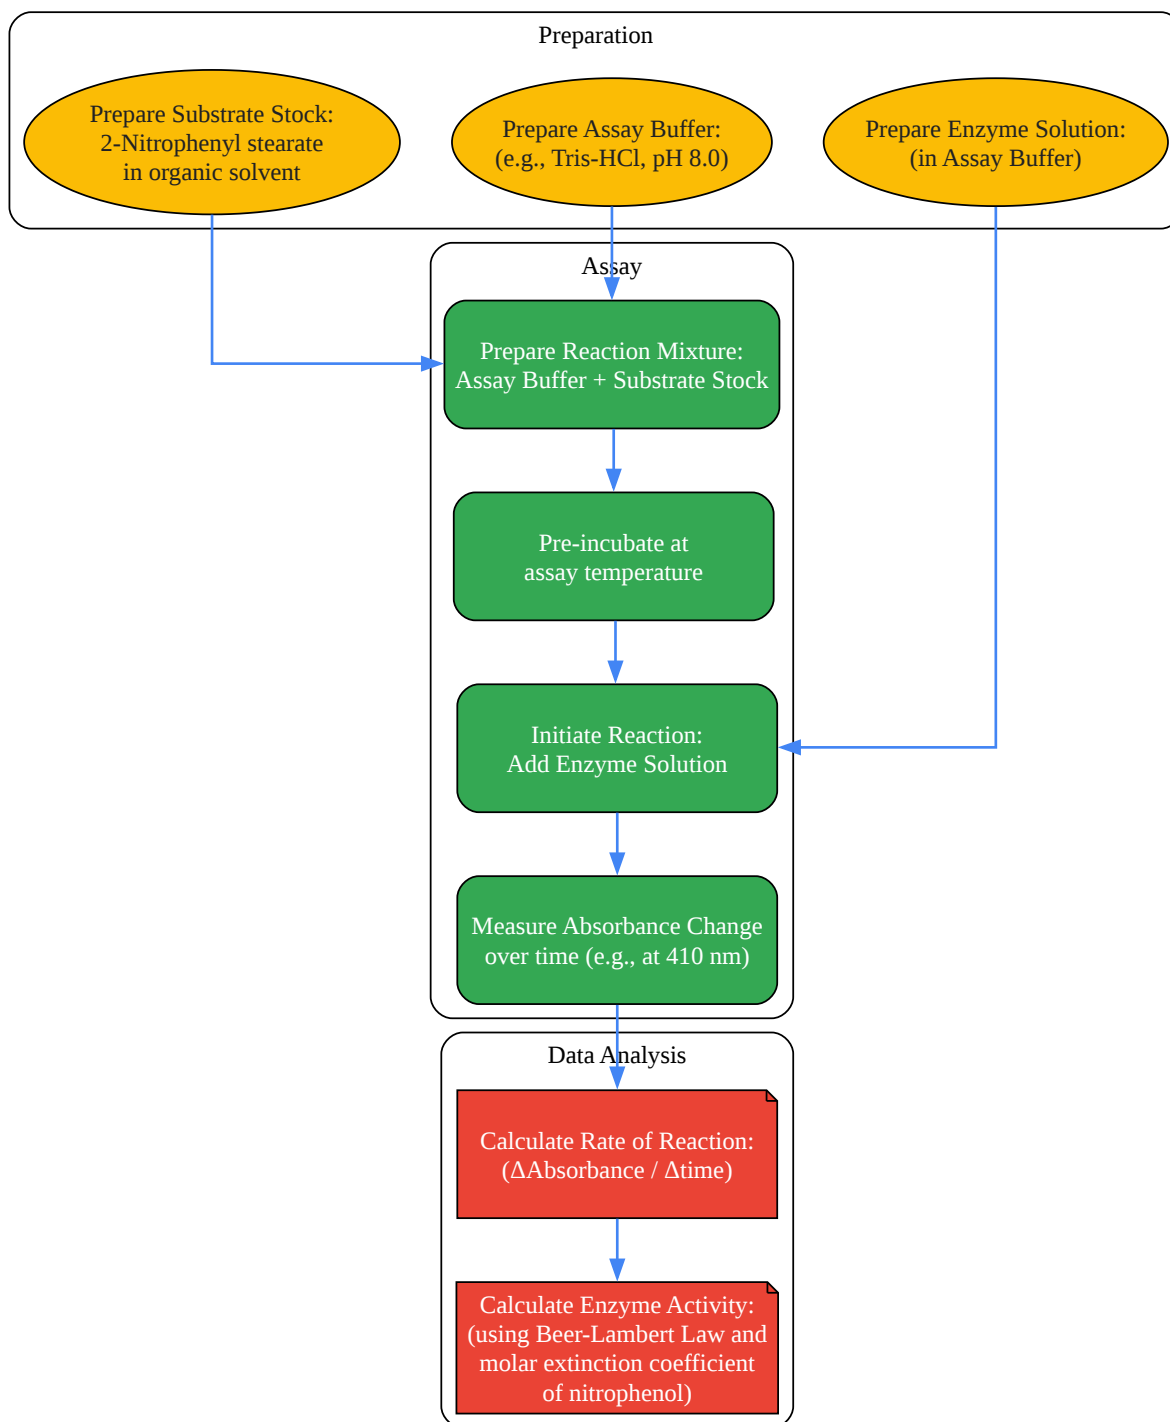 Preparation
Prepare Substrate Stock:
2-Nitrophenyl stearate
in organic solvent
Prepare Assay Buffer:
(e.g., Tris-HCl, pH 8.0)
Prepare Enzyme Solution:
(in Assay Buffer)
Assay
Prepare Reaction Mixture:
Assay Buffer + Substrate Stock
Pre-incubate at
assay temperature
Initiate Reaction:
Add Enzyme Solution
Measure Absorbance Change
over time (e.g., at 410 nm)
Data Analysis
Calculate Rate of Reaction:
(ΔAbsorbance / Δtime)
Calculate Enzyme Activity:
(using Beer-Lambert Law and
molar extinction coefficient
of nitrophenol)